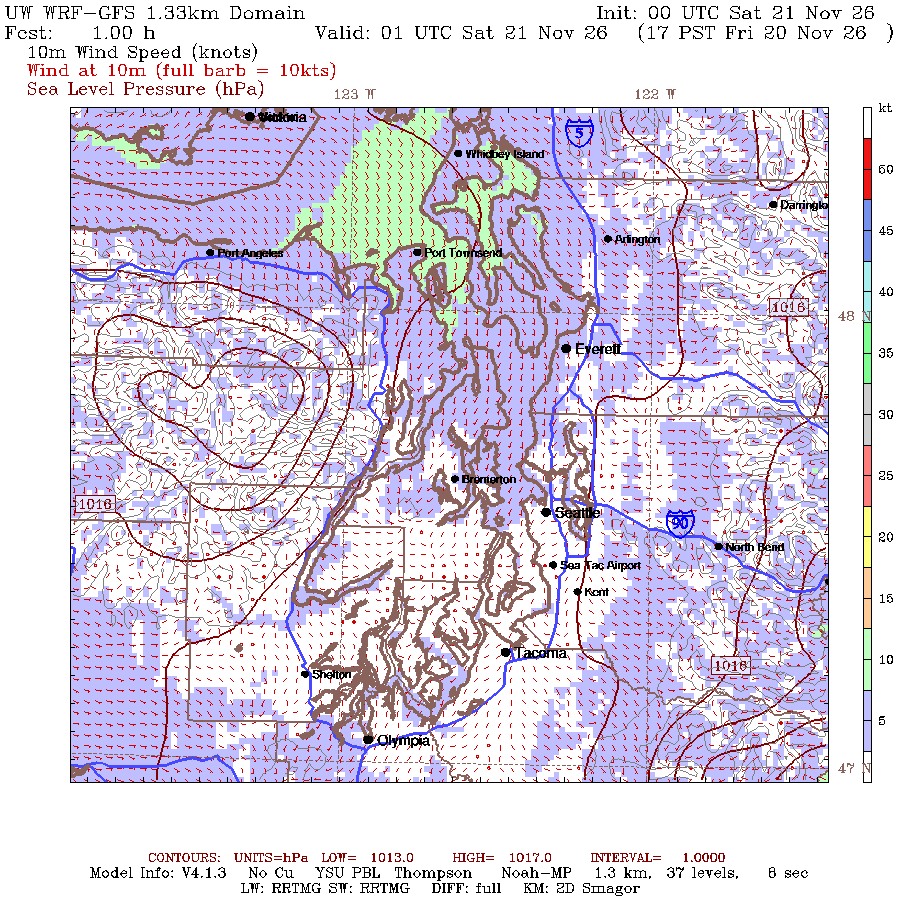 UW WRF-GFS 1.33km Domain    Init: 00 UTC Sat 21 Nov 26
Fcst:    1.00 h    Valid: 01 UTC Sat 21 Nov 26  (17 PST Fri 20 Nov 26  )
10m Wind Speed (knots)
Wind at 10m (full barb = 10kts)
Sea Level Pressure (hPa)
123 W    122 W
kt
Victoria
5
Whidbey Island
60
Darringto
45
Arlington
Port Angeles
Port Townsend
40
1016
48 N
Everett
35
30
25
Bremerton
1016
Seattle
90
20
North Bend
Sea Tac Airport
Kent
15
Tacoma
10
1016
Shelton
5
Olympia
47 N
CONTOURS:  UNITS=hPa  LOW=  1013.0    HIGH=  1017.0    INTERVAL=  1.0000
Model Info: V4.1.3  No Cu  YSU PBL  Thompson  Noah-MP  1.3 km,  37 levels,  8 sec
LW: RRTMG SW: RRTMG  DIFF: full  KM: 2D Smagor